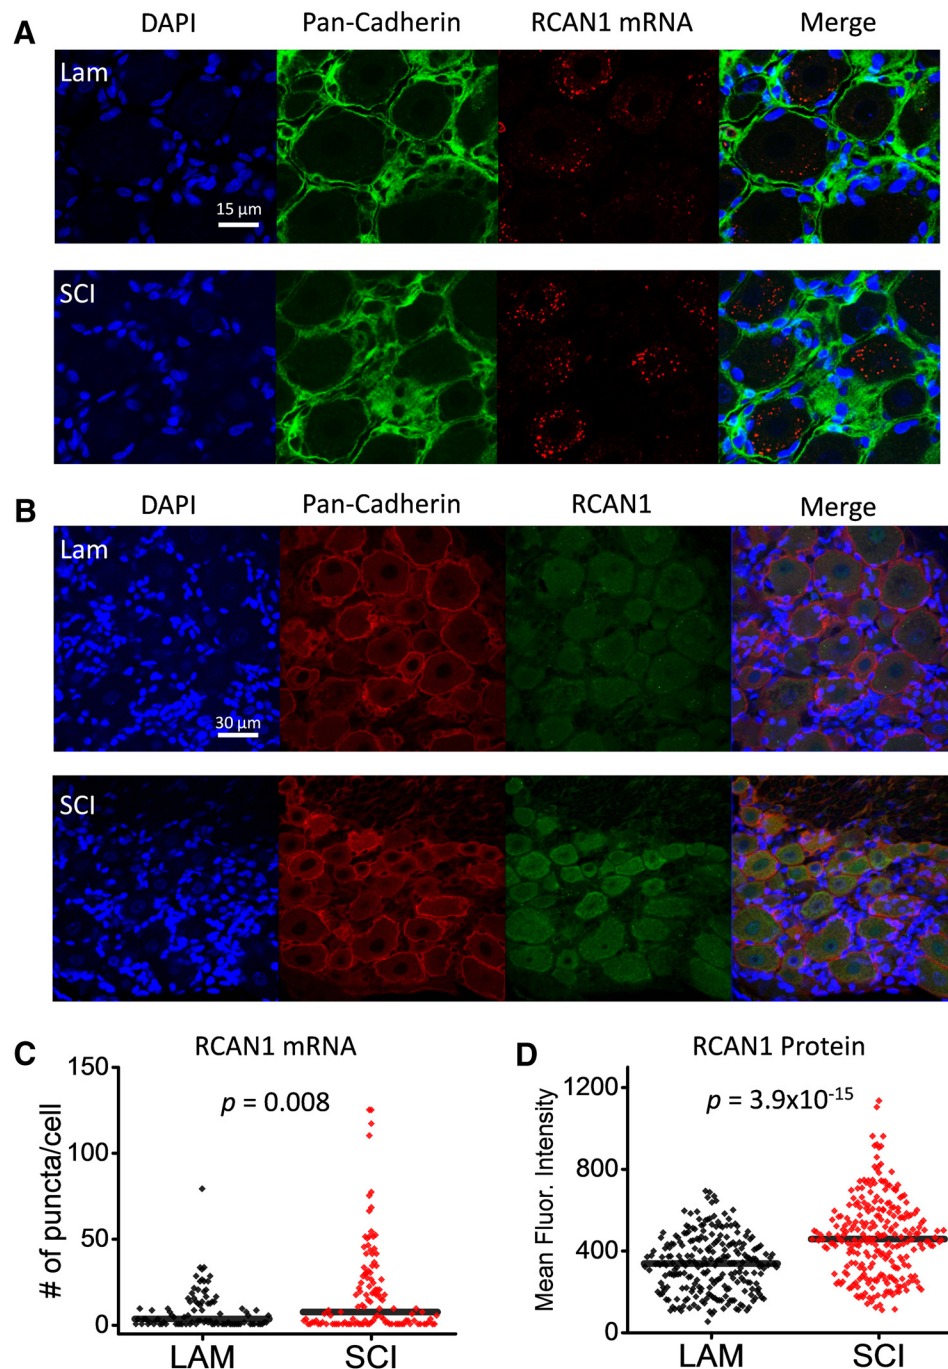 A
DAPI Pan-Cadherin RCAN1 mRNA Merge
Lam
15 µm
SCI
B
DAPI Pan-Cadherin RCAN1 Merge
Lam
30 µm
SCI
C
RCAN1 mRNA
p = 0.008
# of puncta/cell
150
100
50
0
LAM SCI
D
RCAN1 Protein
p = 3.9x10⁻¹⁵
Mean Fluor. Intensity
1200
800
400
0
LAM SCI